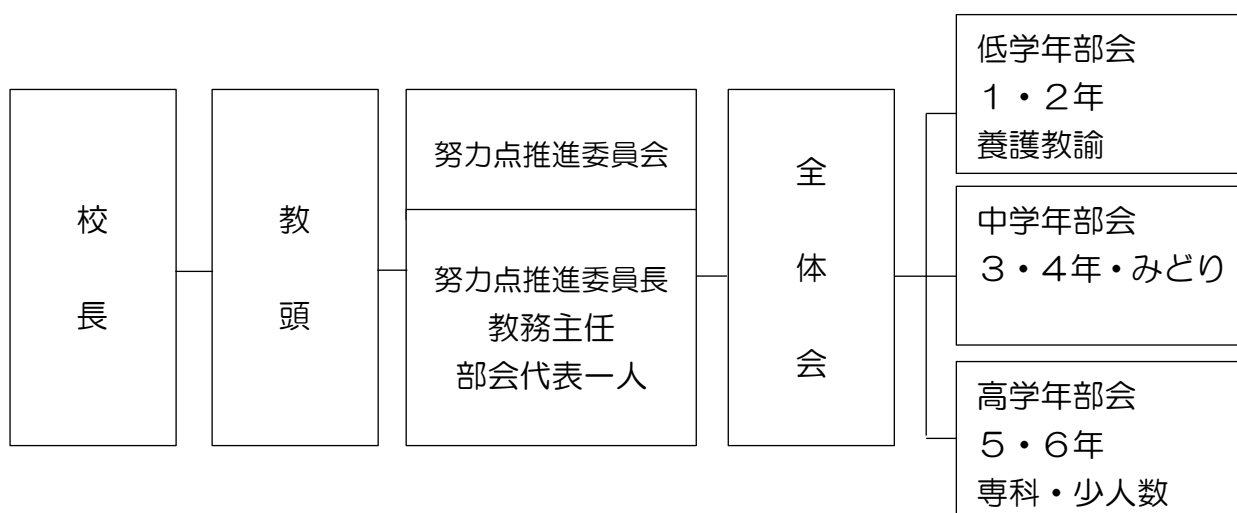 校長
教頭
努力点推進委員会
努力点推進委員長
教務主任
部会代表一人
全体会
低学年部会
１・２年
養護教諭
中学年部会
３・４年・みどり
高学年部会
５・６年
専科・少人数